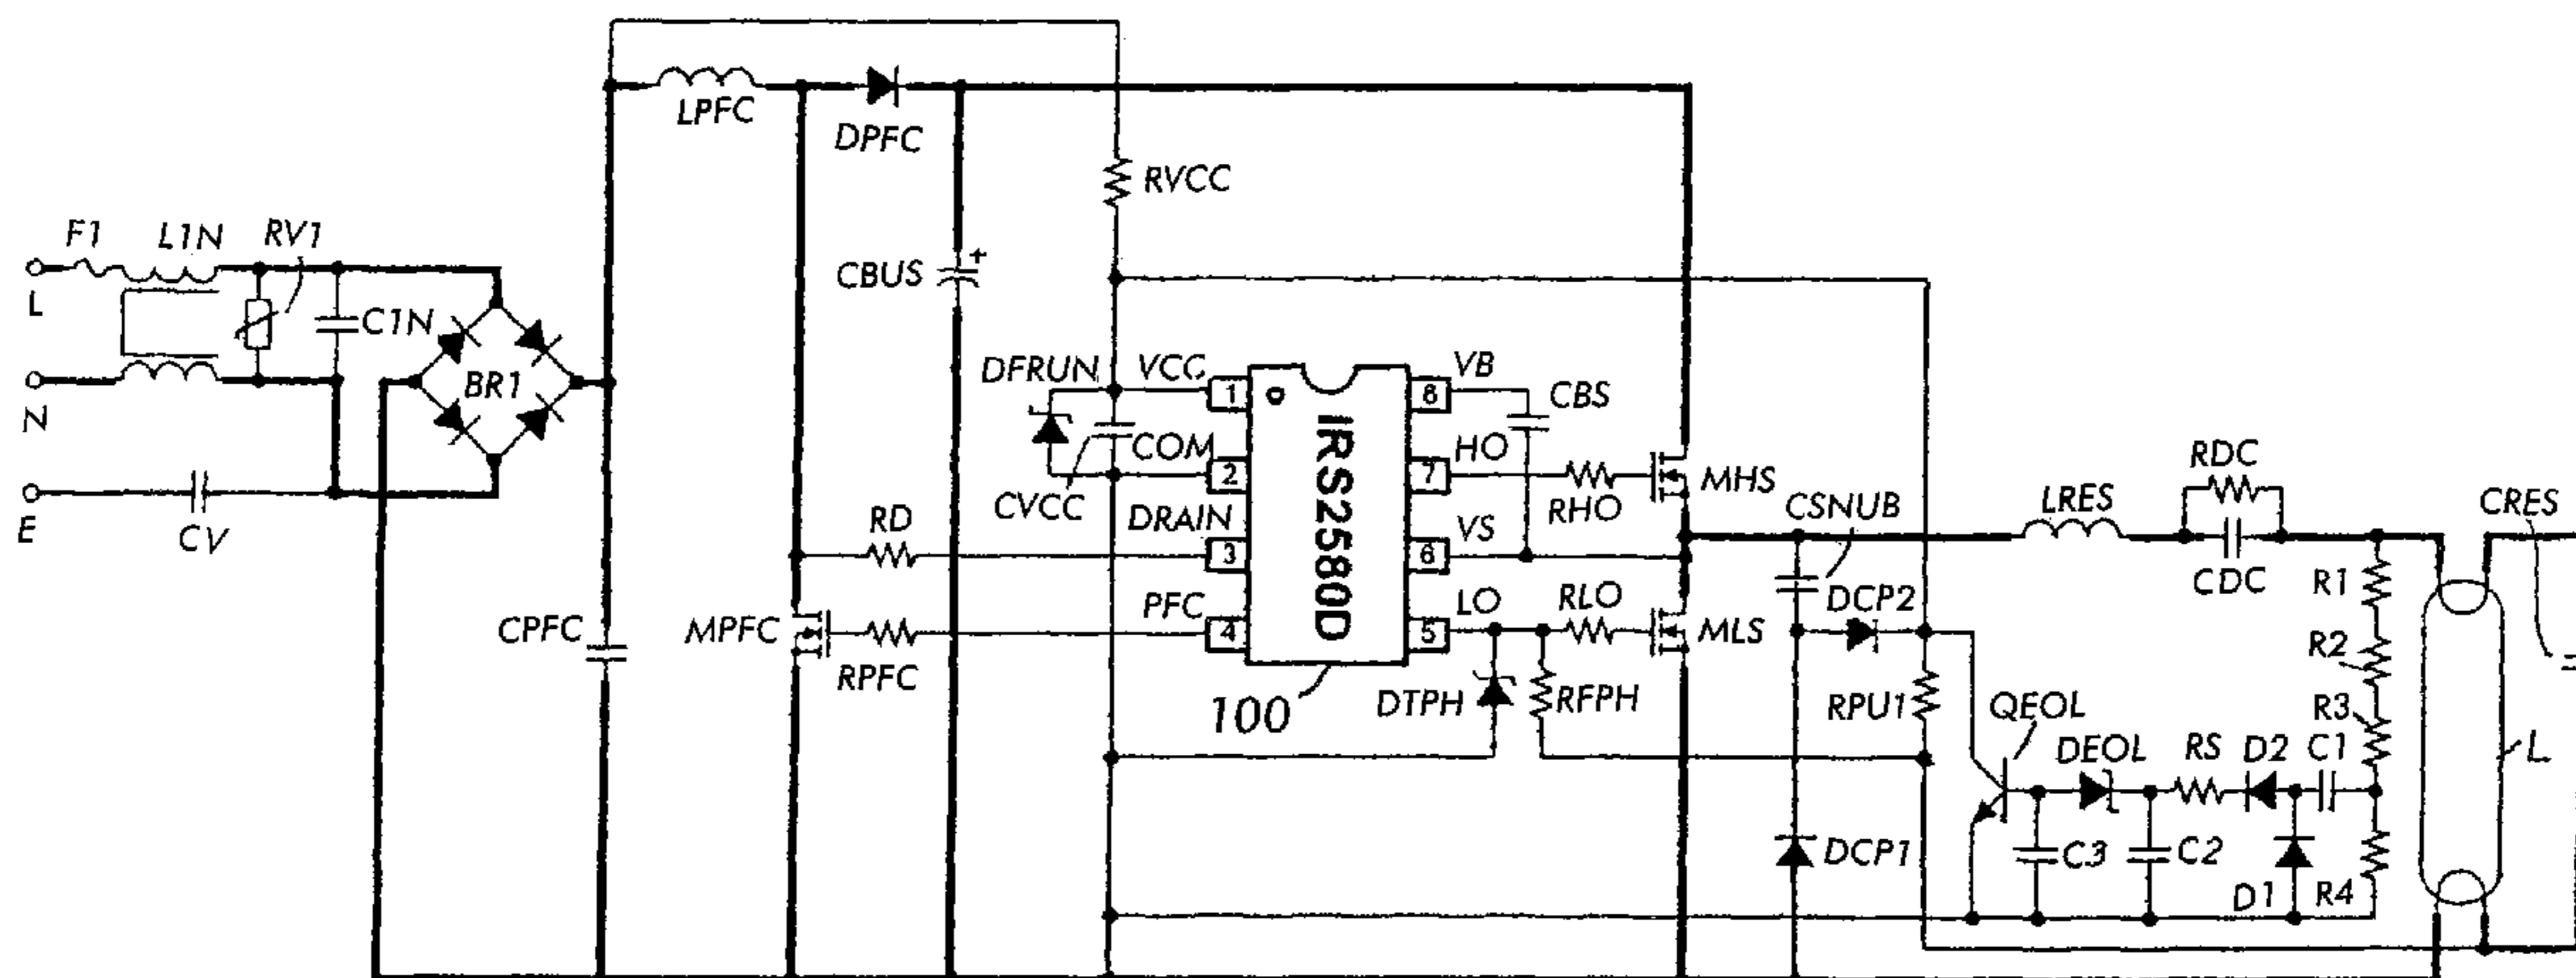 LPFC
DPFC
RVCC
F1
L1N
RV1
CBUS
+
L
C1N
N
BR1
E
CV
DFRUN
VCC
1
COM
2
CVCC
DRAIN
3
RD
PFC
4
RPFC
CPFC
MPFC
IRS2580D
100
VB
8
CBS
HO
7
RHO
MHS
VS
6
LO
5
RLO
MLS
DTPH
RFPH
CSNUB
DCP2
RPU1
DCP1
LRES
RDC
CDC
CRES
R1
R2
R3
QEOL
DEOL
RS
D2
C1
L
C3
C2
D1
R4